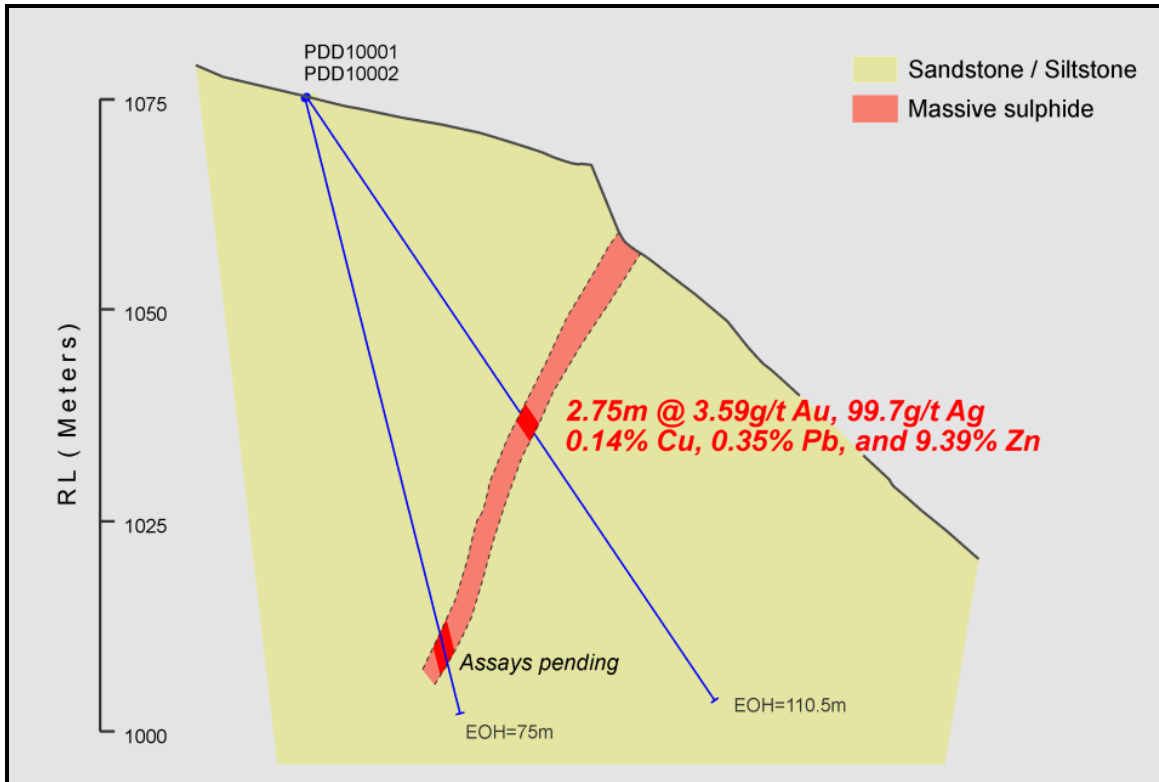 PDD10001
PDD10002
Sandstone / Siltstone
Massive sulphide
1075
1050
RL ( Meters)
2.75m @ 3.59g/t Au, 99.7g/t Ag
0.14% Cu, 0.35% Pb, and 9.39% Zn
1025
Assays pending
EOH=110.5m
EOH=75m
1000